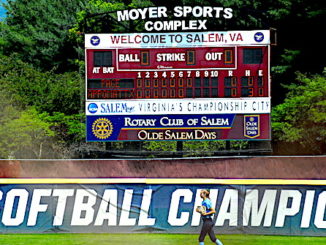 MOYER SPORTS
COMPLEX
WELCOME TO SALEM, VA
BALL STRIKE OUT
AT BAT 1 2 3 4 5 6 7 8 9 10 R H E
SALEM VIRGINIA'S CHAMPIONSHIP CITY
ROTARY CLUB OF SALEM
OLDE SALEM DAYS
SOFTBALL CHAMPIO